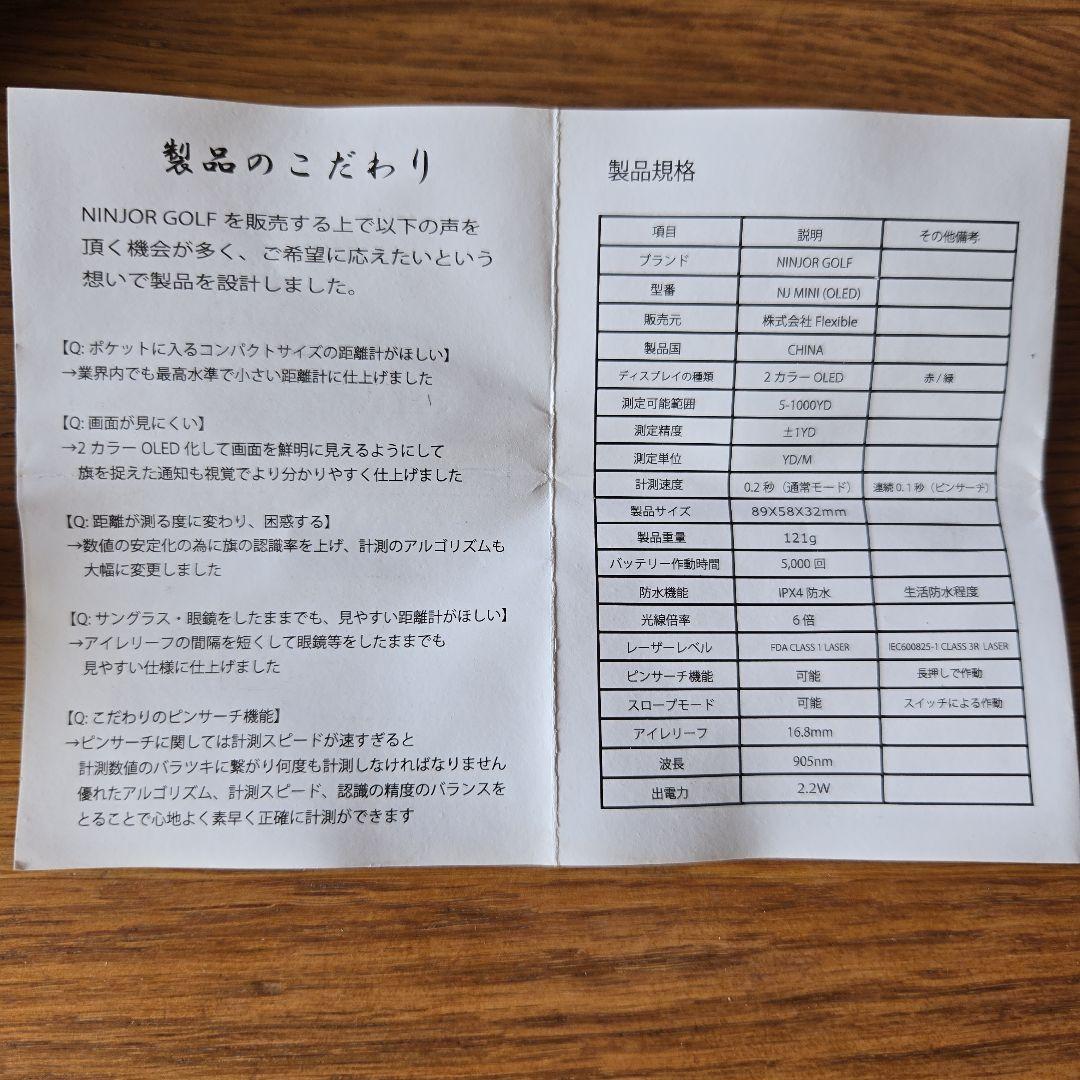 製品のこだわり
NINJOR GOLF を販売する上で以下の声を
頂く機会が多く、ご希望に応えたいという
想いで製品を設計しました。
【Q: ポケットに入るコンパクトサイズの距離計がほしい】
→業界内でも最高水準で小さい距離計に仕上げました
【Q: 画面が見にくい】
→2 カラー OLED 化して画面を鮮明に見えるようにして
旗を捉えた通知も視覚でより分かりやすく仕上げました
【Q: 距離が測る度に変わり、困惑する】
→数値の安定化の為に旗の認識率を上げ、計測のアルゴリズムも
大幅に変更しました
【Q: サングラス・眼鏡をしたままでも、見やすい距離計がほしい】
→アイレリーフの間隔を短くして眼鏡等をしたままでも
見やすい仕様に仕上げました
【Q: こだわりのピンサーチ機能】
→ピンサーチに関しては計測スピードが速すぎると
計測数値のバラツキに繋がり何度も計測しなければなりません
優れたアルゴリズム、計測スピード、認識の精度のバランスを
とることで心地よく素早く正確に計測ができます
製品規格
項目 説明 その他備考
ブランド NINJOR GOLF
型番 NJ MINI (OLED)
販売元 株式会社 Flexible
製品国 CHINA
ディスプレイの種類 2 カラー OLED 赤 / 緑
測定可能範囲 5-1000YD
測定精度 ±1YD
測定単位 YD/M
計測速度 0.2 秒（通常モード） 連続 0.1 秒（ピンサーチ）
製品サイズ 89X58X32mm
製品重量 121g
バッテリー作動時間 5,000 回
防水機能 IPX4 防水 生活防水程度
光線倍率 6 倍
レーザーレベル FDA CLASS 1 LASER IEC600825-1 CLASS 3R LASER
ピンサーチ機能 可能 長押しで作動
スロープモード 可能 スイッチによる作動
アイレリーフ 16.8mm
波長 905nm
出電力 2.2W